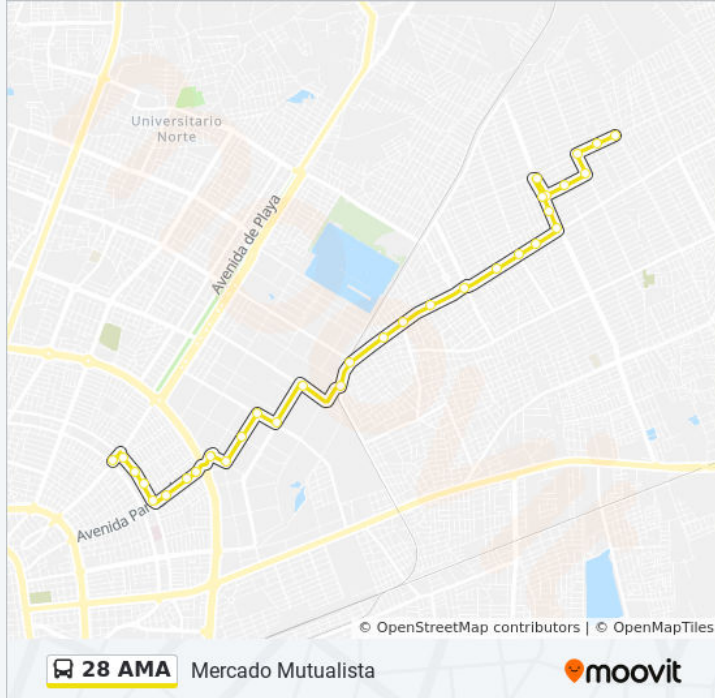 Universitario
Norte
Avenida de Playa
Avenida Par
© OpenStreetMap contributors | © OpenMapTiles
28 AMA Mercado Mutualista
moovit